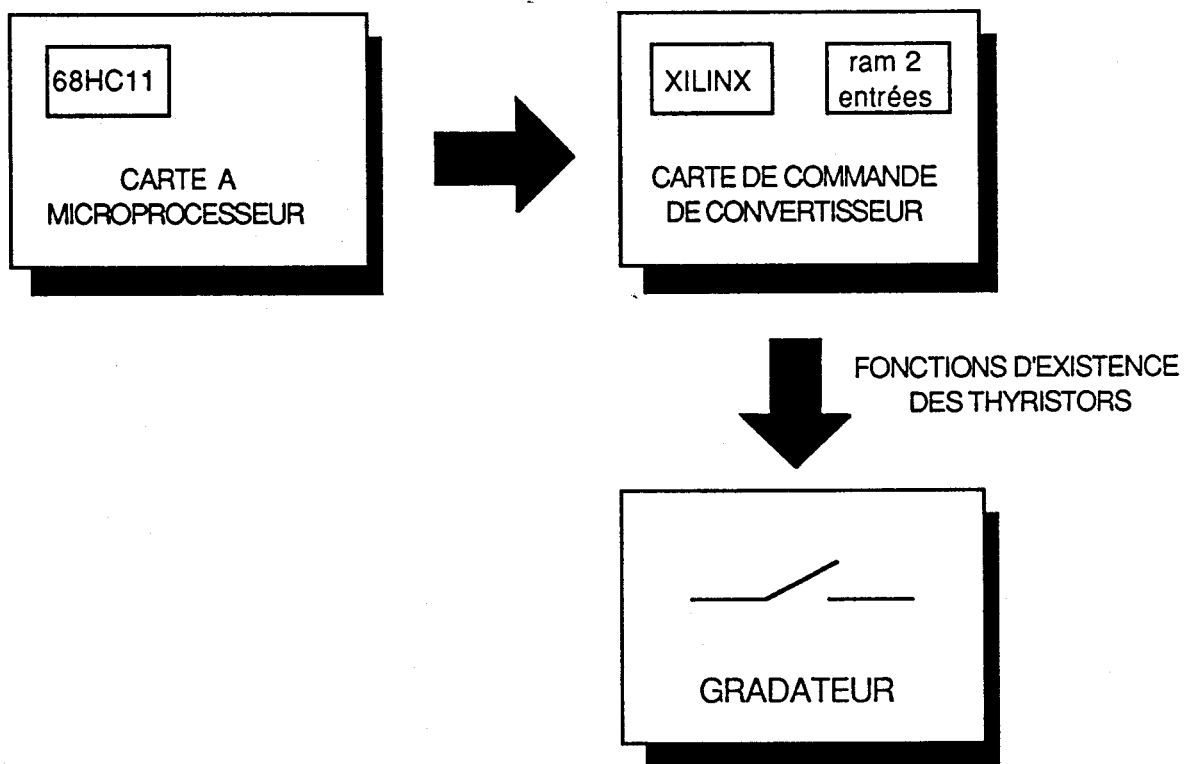 68HC11
CARTE A
MICROPROCESSEUR
XILINX
ram 2
entrées
CARTE DE COMMANDE
DE CONVERTISSEUR
FONCTIONS D'EXISTENCE
DES THYRISTORS
GRADATEUR